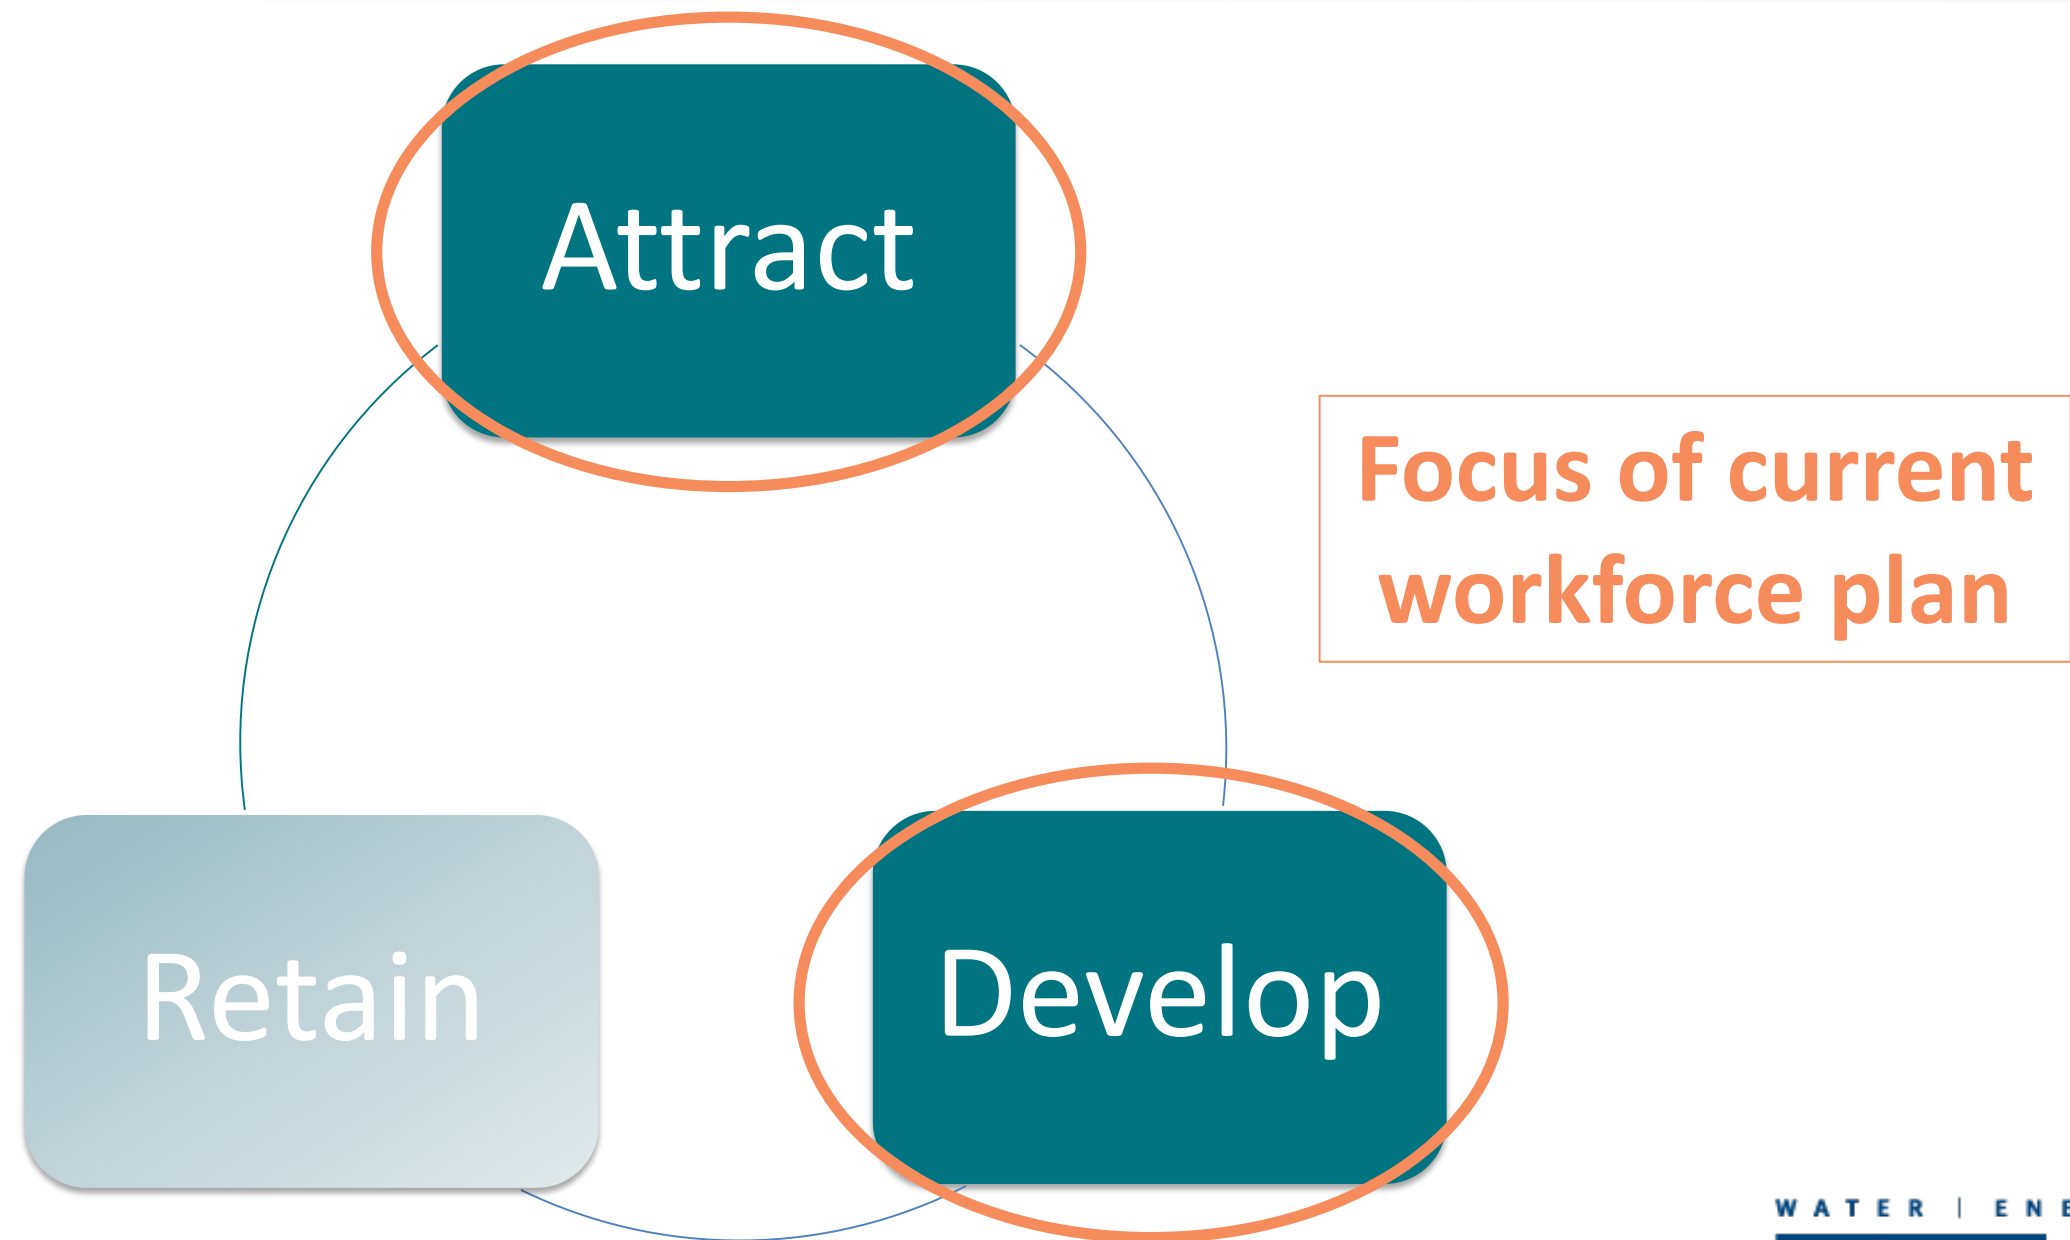 Attract
Focus of current
workforce plan
Retain
Develop
WATER |